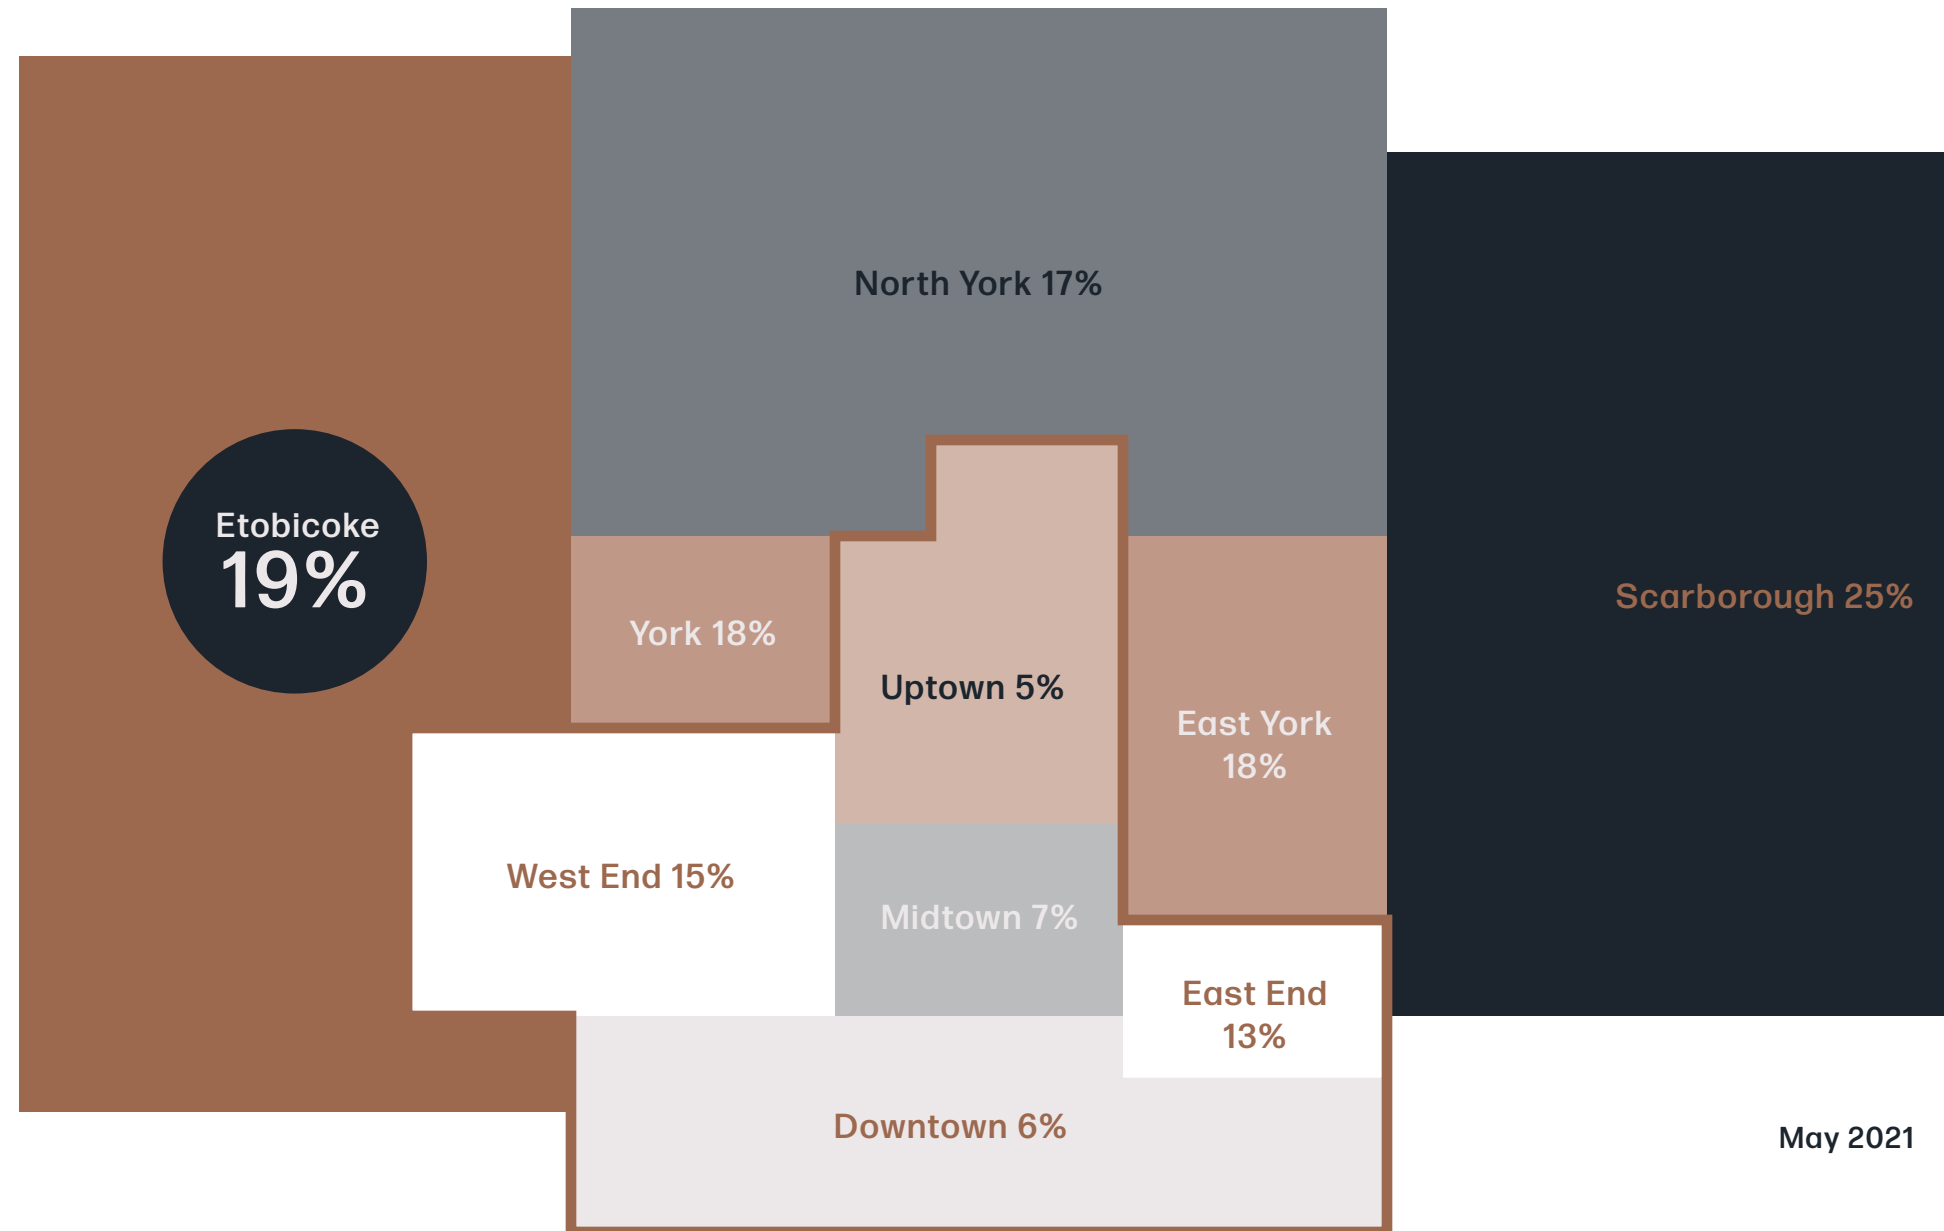 North York 17%
Etobicoke
19%
Scarborough 25%
York 18%
Uptown 5%
East York
18%
West End 15%
Midtown 7%
East End
13%
Downtown 6%
May 2021